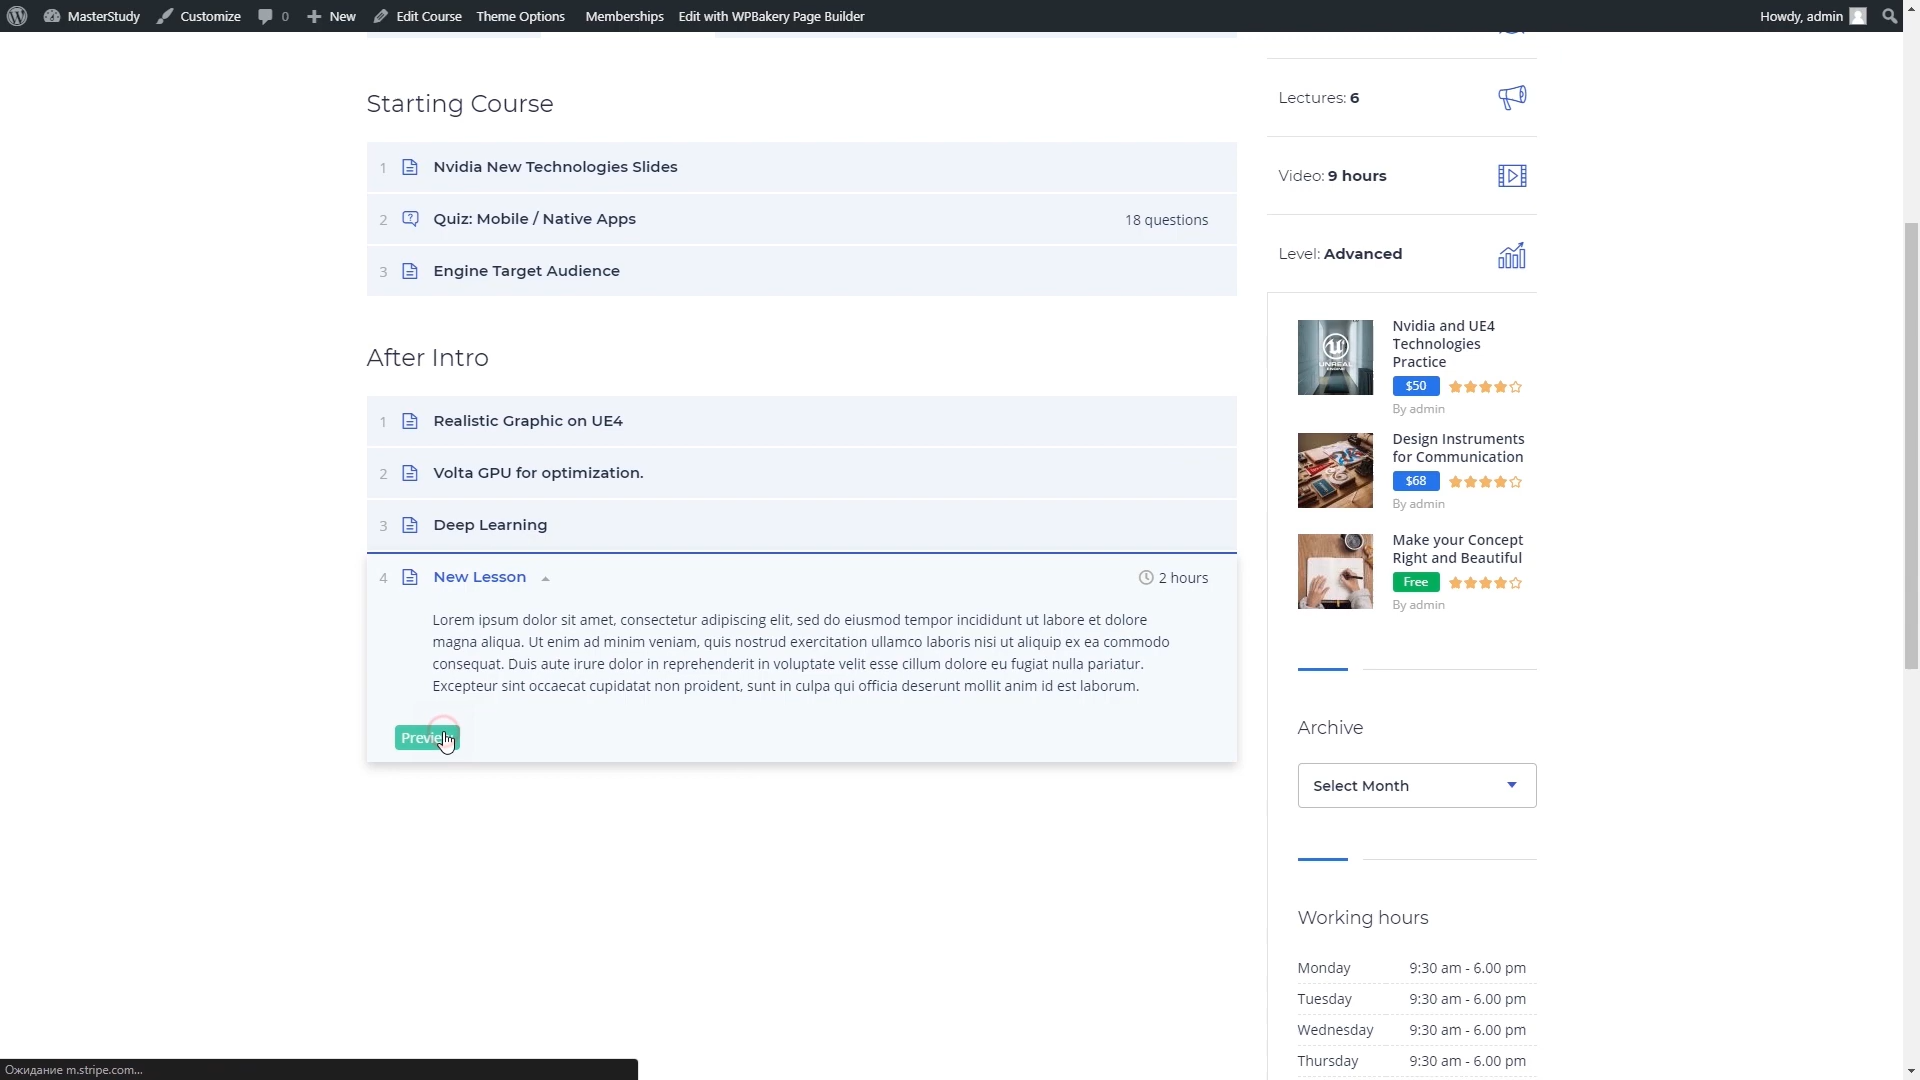 MasterStudy Customize 0 New Edit Course Theme Options Memberships Edit with WPBakery Page Builder Howdy, admin
Starting Course
1 Nvidia New Technologies Slides
2 Quiz: Mobile / Native Apps 18 questions
3 Engine Target Audience
After Intro
1 Realistic Graphic on UE4
2 Volta GPU for optimization.
3 Deep Learning
4 New Lesson 2 hours
Lorem ipsum dolor sit amet, consectetur adipiscing elit, sed do eiusmod tempor incididunt ut labore et dolore
magna aliqua. Ut enim ad minim veniam, quis nostrud exercitation ullamco laboris nisi ut aliquip ex ea commodo
consequat. Duis aute irure dolor in reprehenderit in voluptate velit esse cillum dolore eu fugiat nulla pariatur.
Excepteur sint occaecat cupidatat non proident, sunt in culpa qui officia deserunt mollit anim id est laborum.
Preview
Lectures: 6
Video: 9 hours
Level: Advanced
UNREAL
ENGINE
Nvidia and UE4
Technologies
Practice
$50
By admin
Design Instruments
for Communication
$68
By admin
Make your Concept
Right and Beautiful
Free
By admin
Archive
Select Month
Working hours
Monday 9:30 am - 6.00 pm
Tuesday 9:30 am - 6.00 pm
Wednesday 9:30 am - 6.00 pm
Thursday 9:30 am - 6.00 pm
Ожидание m.stripe.com...